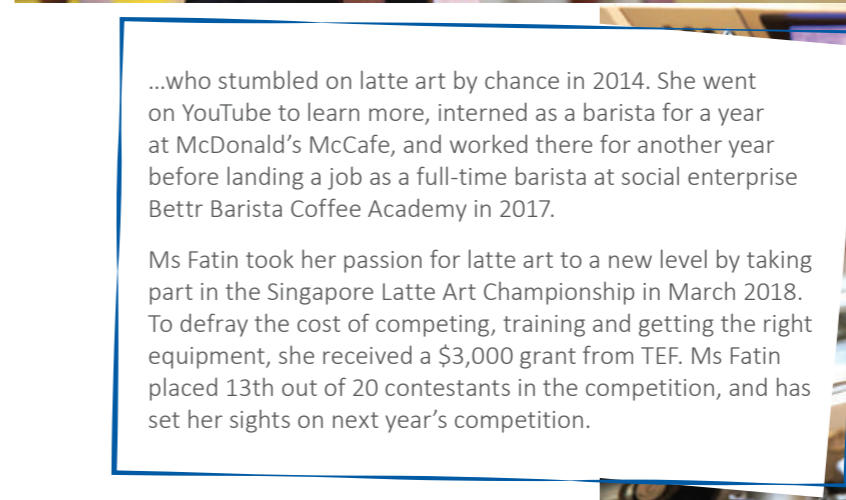 …who stumbled on latte art by chance in 2014. She went
on YouTube to learn more, interned as a barista for a year
at McDonald’s McCafe, and worked there for another year
before landing a job as a full-time barista at social enterprise
Bettr Barista Coffee Academy in 2017.
Ms Fatin took her passion for latte art to a new level by taking
part in the Singapore Latte Art Championship in March 2018.
To defray the cost of competing, training and getting the right
equipment, she received a $3,000 grant from TEF. Ms Fatin
placed 13th out of 20 contestants in the competition, and has
set her sights on next year’s competition.